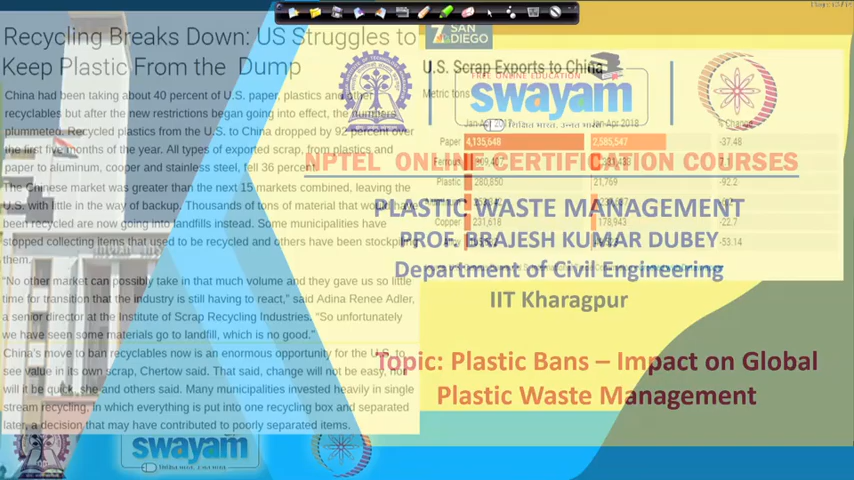 Recycling Breaks Down: US Struggles to
Keep Plastic From the Dump
China had been taking about 40 percent of U.S. paper, plastics and other
recyclables but after the new restrictions began going into effect, the numbers
plummeted. Recycled plastics from the U.S. to China dropped by 92 percent over
the first five months of the year. All types of exported scrap, from plastics and
paper to aluminum, cooper and stainless steel, fell 36 percent.
The Chinese market was greater than the next 15 markets combined, leaving the
U.S. with little in the way of backup. Thousands of tons of material that would have
been recycled are now going into landfills instead. Some municipalities have
stopped collecting items that used to be recycled and others have been stockpiling
them.
"No other market can possibly take in that much volume and they gave us so little
time for transition that the industry is still having to react," said Adina Renee Adler,
a senior director at the Institute of Scrap Recycling Industries. "So unfortunately
we have seen some materials go to landfill, which is no good."
China's move to ban recyclables now is an enormous opportunity for the U.S. to
see value in its own scrap, Chertow said. That said, change will not be easy, nor
will it be quick, she and others said. Many municipalities invested heavily in single
stream recycling. In which everything is put into one recycling box and separated
later, a decision that may have contributed to poorly separated items.
7 SAN
DIEGO
U.S. Scrap Exports to China
Metric tons
Jan-Apr 2018
Paper 4,135,648 2,585,547 -37.48
Plastic 280,850 21,769 -92.2
Copper 231,618 178,943 -22.7
-53.14
FREE ONLINE EDUCATION
swayam
शिक्षित भारत, उन्नत भारत
NPTEL ONLINE CERTIFICATION COURSES
PLASTIC WASTE MANAGEMENT
PROF. BRAJESH KUMAR DUBEY
Department of Civil Engineering
IIT Kharagpur
Topic: Plastic Bans – Impact on Global
Plastic Waste Management
swayam